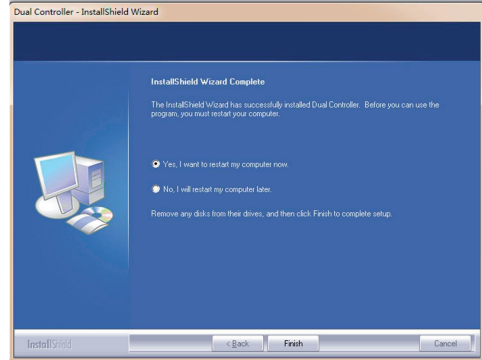 Dual Controller - InstallShield Wizard
InstallShield Wizard Complete
The InstallShield Wizard has successfully installed Dual Controller. Before you can use the
program, you must restart your computer.
Yes, I want to restart my computer now.
No, I will restart my computer later.
Remove any disks from their drives, and then click Finish to complete setup.
InstallShield
< Back
Finish
Cancel